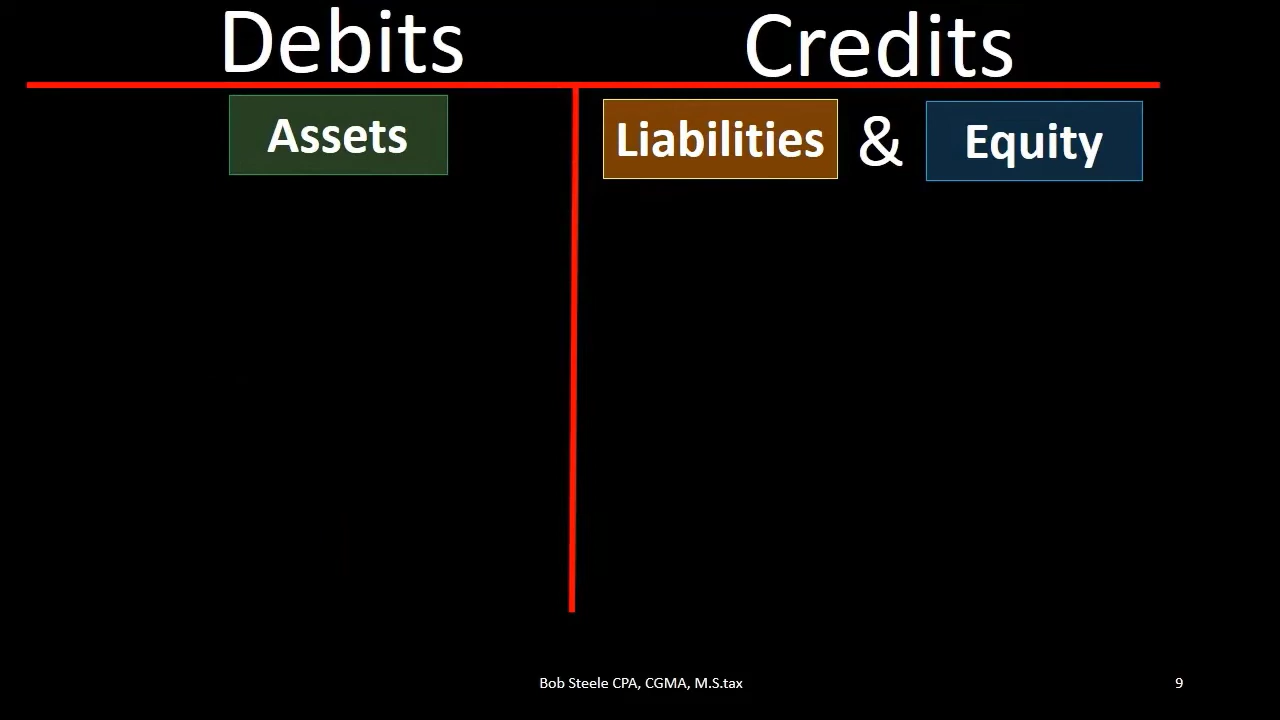 Debits Credits
Assets Liabilities & Equity
Bob Steele CPA, CGMA, M.S.tax 9